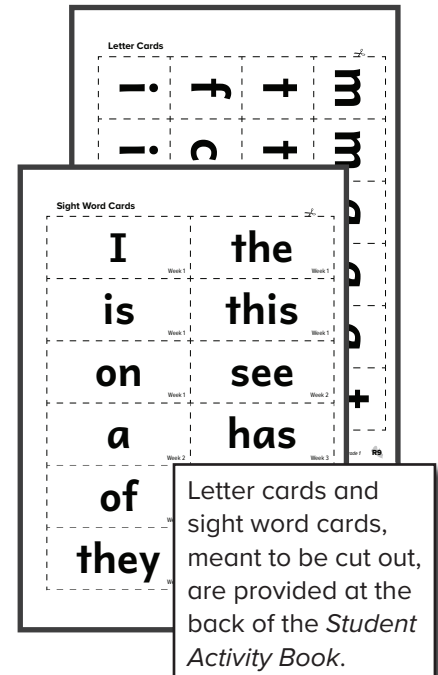 Letter Cards
i f t m
i c t m
a
a
a
t
R9
Sight Word Cards
I the
Week 1 Week 1
is this
Week 1 Week 1
on see
Week 1 Week 2
a has
Week 2 Week 3
of
they
Letter cards and
sight word cards,
meant to be cut out,
are provided at the
back of the Student
Activity Book.